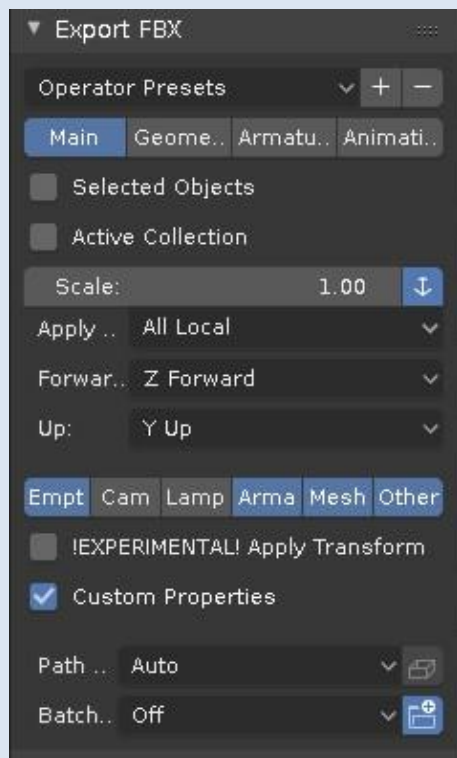 Export FBX
Operator Presets
Main Geome.. Armatu.. Animati..
Selected Objects
Active Collection
Scale: 1.00
Apply .. All Local
Forwar.. Z Forward
Up: Y Up
Empt Cam Lamp Arma Mesh Other
!EXPERIMENTAL! Apply Transform
Custom Properties
Path .. Auto
Batch.. Off